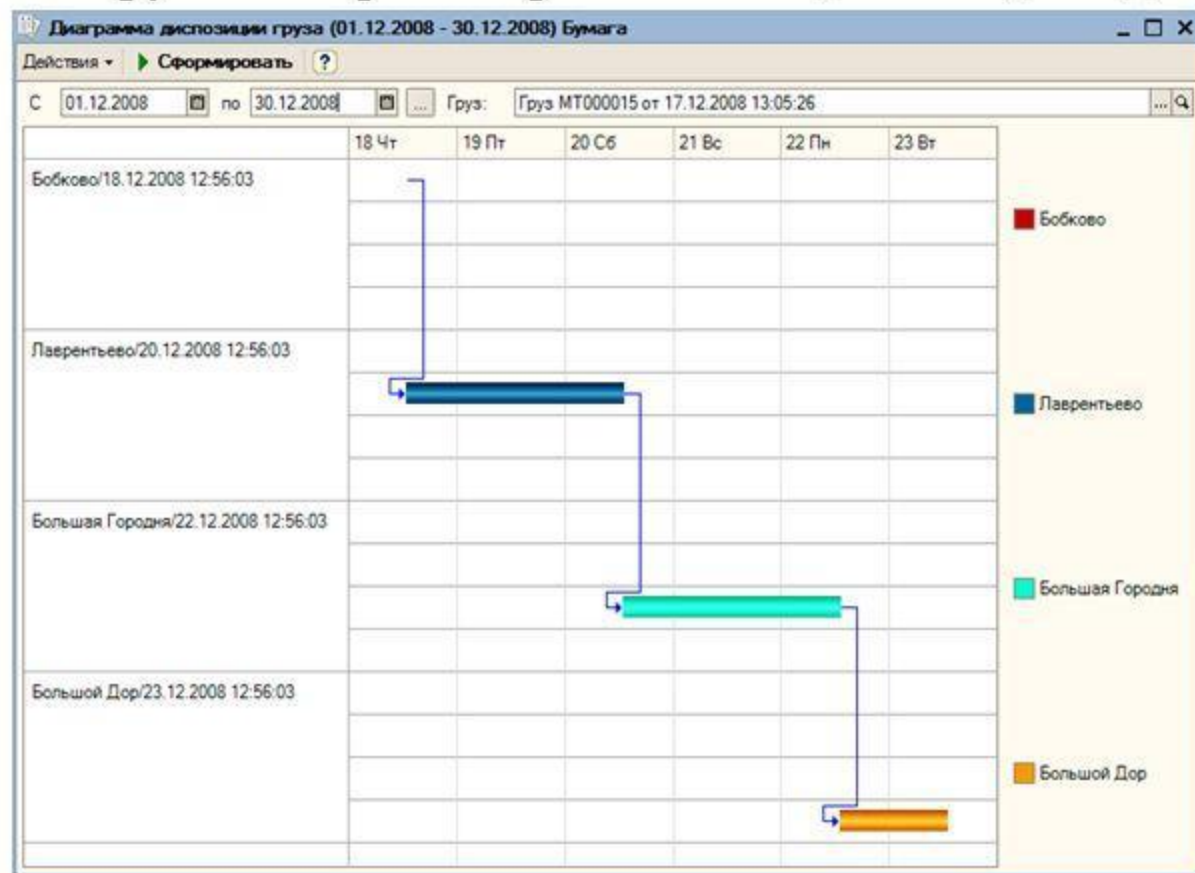 Диаграмма диспозиции груза (01.12.2008 - 30.12.2008) Бумага
Действия Сформировать ?
С 01.12.2008 по 30.12.2008 ... Груз: Груз МТ000015 от 17.12.2008 13:05:26 ...
18 Чт 19 Пт 20 Сб 21 Вс 22 Пн 23 Вт
Бобково/18.12.2008 12:56:03
Бобково
Лаврентьево/20.12.2008 12:56:03
Лаврентьево
Большая Городня/22.12.2008 12:56:03
Большая Городня
Большой Дор/23.12.2008 12:56:03
Большой Дор